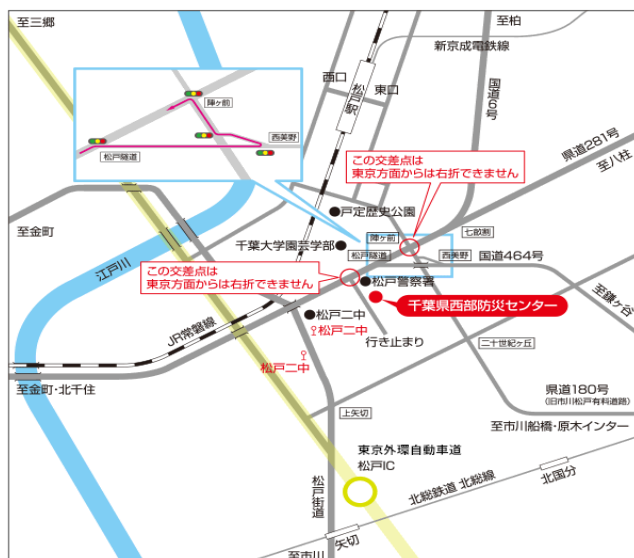 至三郷
至柏
新京成電鉄線
西口
東口
松戸駅
国道6号
陣ヶ前
西美野
松戸隧道
この交差点は
東京方面からは右折できません
県道281号
至八柱
至金町
戸定歴史公園
七畝割
陣ヶ前
千葉大学園芸学部
松戸隧道
西美野
国道464号
江戸川
この交差点は
東京方面からは右折できません
松戸警察署
千葉県西部防災センター
至鎌ヶ谷
松戸二中
松戸二中
JR常磐線
行き止まり
二十世紀ヶ丘
松戸二中
至金町・北千住
県道180号
(旧市川松戸有料道路)
上矢切
至市川船橋・原木インター
東京外環自動車道
松戸IC
松戸街道
北総鉄道 北総線
北国分
矢切
至市川